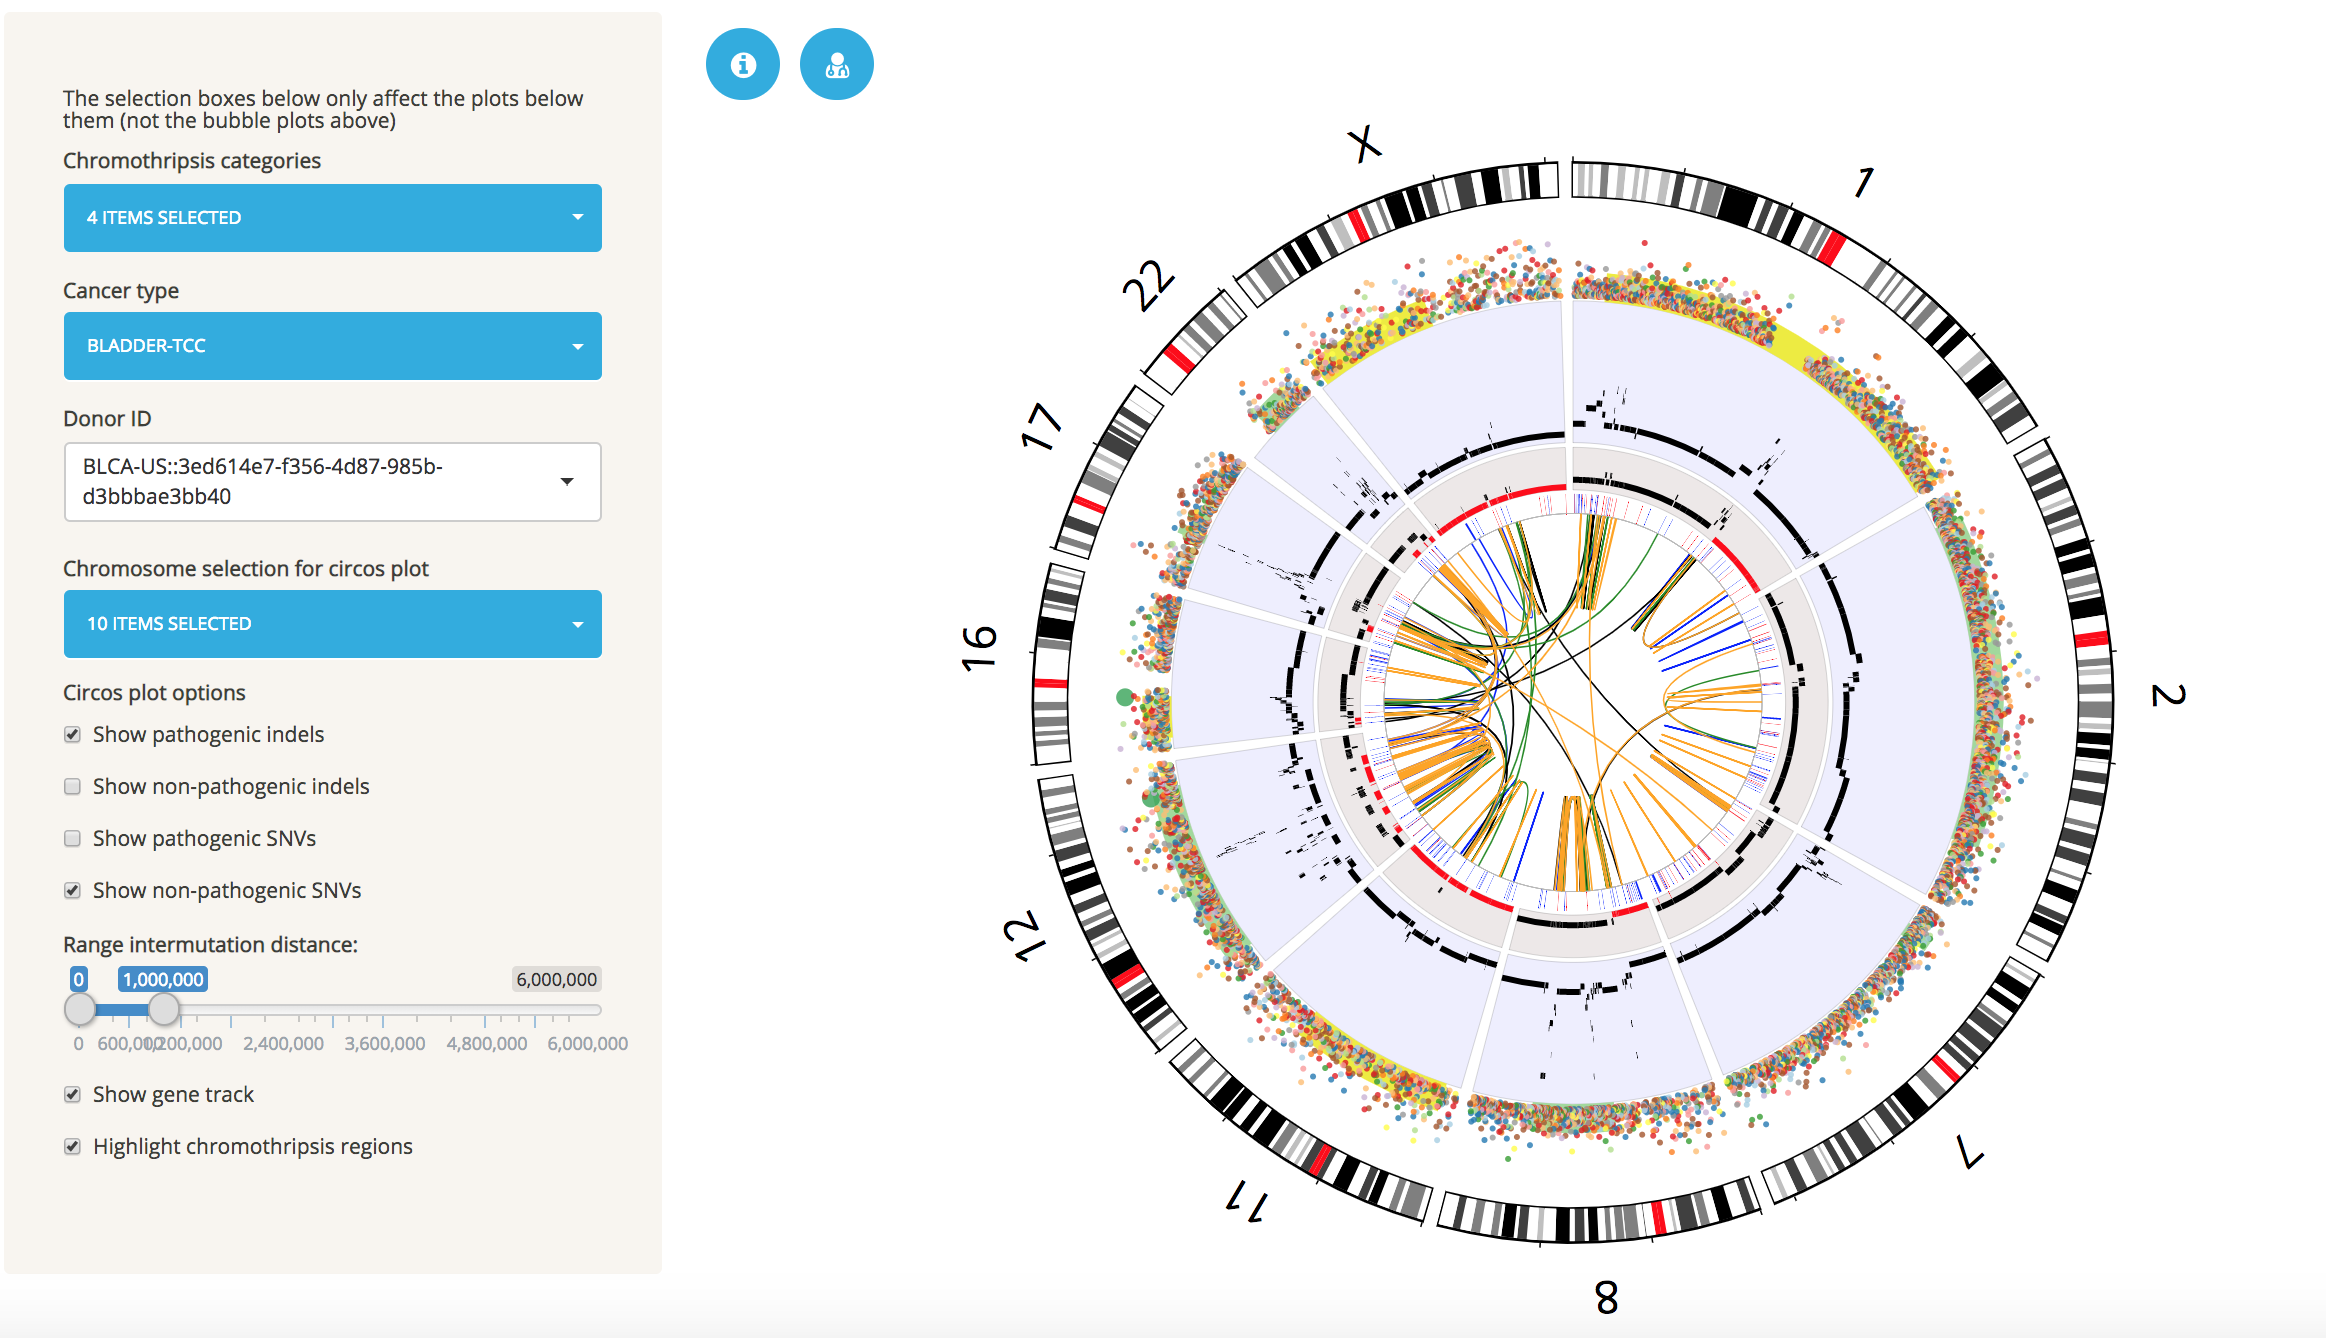 The selection boxes below only affect the plots below
them (not the bubble plots above)
Chromothripsis categories
4 ITEMS SELECTED
Cancer type
BLADDER-TCC
Donor ID
BLCA-US::3ed614e7-f356-4d87-985b-
d3bbbae3bb40
Chromosome selection for circos plot
10 ITEMS SELECTED
Circos plot options
Show pathogenic indels
Show non-pathogenic indels
Show pathogenic SNVs
Show non-pathogenic SNVs
Range intermutation distance:
0 1,000,000 6,000,000
0 600,000 1,200,000 2,400,000 3,600,000 4,800,000 6,000,000
Show gene track
Highlight chromothripsis regions
X
1
22
17
16
2
12
7
11
8